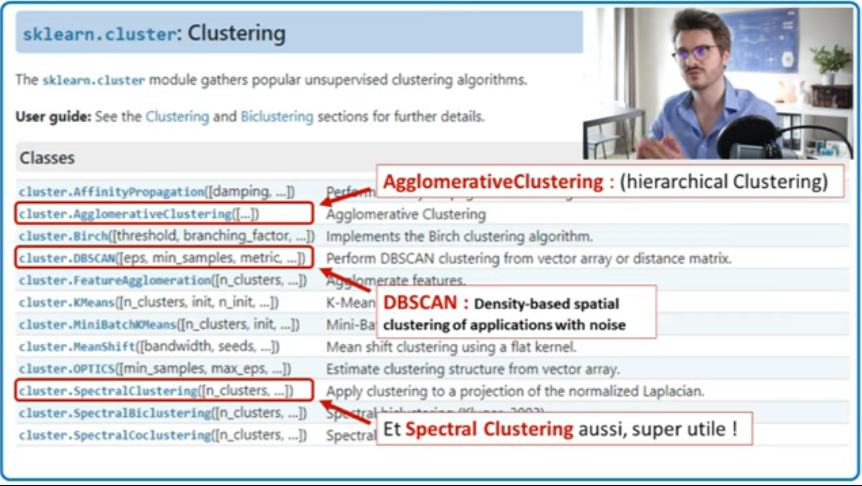 sklearn.cluster: Clustering
The sklearn.cluster module gathers popular unsupervised clustering algorithms.
User guide: See the Clustering and Biclustering sections for further details.
Classes
AgglomerativeClustering : (hierarchical Clustering)
cluster.AffinityPropagation([damping, ...]) Perform
cluster.AgglomerativeClustering([...]) Agglomerative Clustering
cluster.Birch([threshold, branching_factor, ...]) Implements the Birch clustering algorithm.
cluster.DBSCAN([eps, min_samples, metric, ...]) Perform DBSCAN clustering from vector array or distance matrix.
cluster.FeatureAgglomeration([n_clusters, ...]) Agglomerate features.
cluster.KMeans([n_clusters, init, n_init, ...]) K-Mean
DBSCAN : Density-based spatial
clustering of applications with noise
cluster.MiniBatchKMeans([n_clusters, init, ...]) Mini-Ba
cluster.MeanShift([bandwidth, seeds, ...]) Mean shift clustering using a flat kernel.
cluster.OPTICS([min_samples, max_eps, ...]) Estimate clustering structure from vector array.
cluster.SpectralClustering([n_clusters, ...]) Apply clustering to a projection of the normalized Laplacian.
cluster.SpectralBiclustering([n_clusters, ...]) Spectral
cluster.SpectralCoclustering([n_clusters, ...]) Spectral
Et Spectral Clustering aussi, super utile !